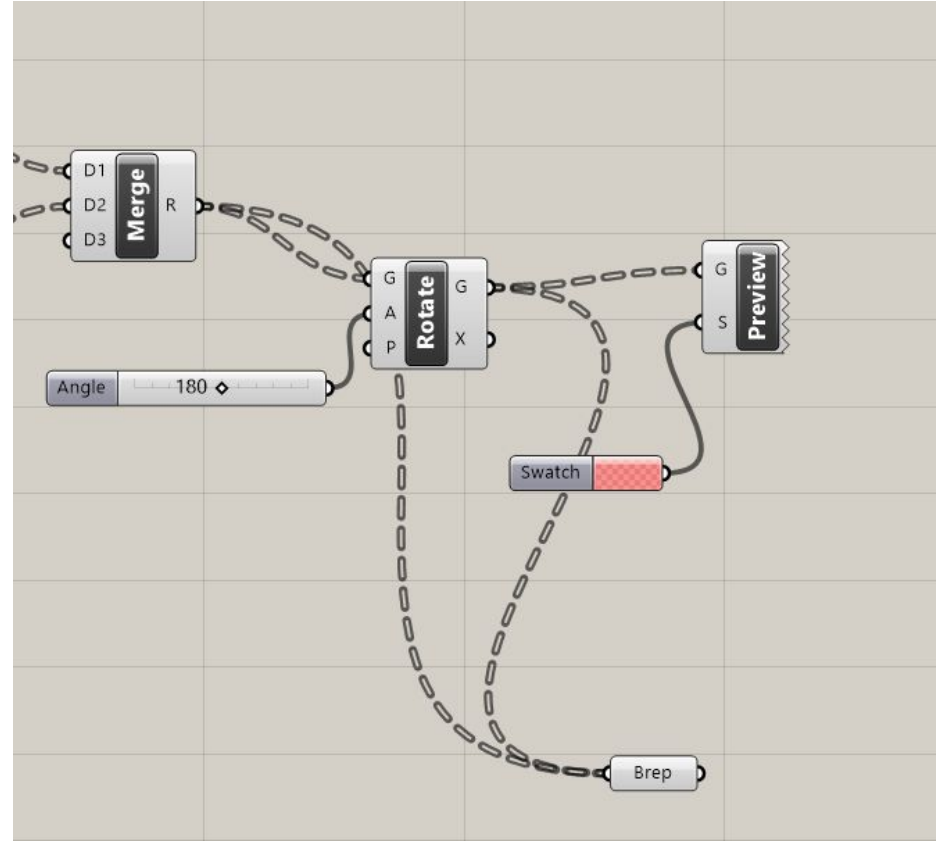 D1
D2
D3
Merge
R
G
A
P
Rotate
G
X
G
S
Preview
Angle
180
Swatch
Brep